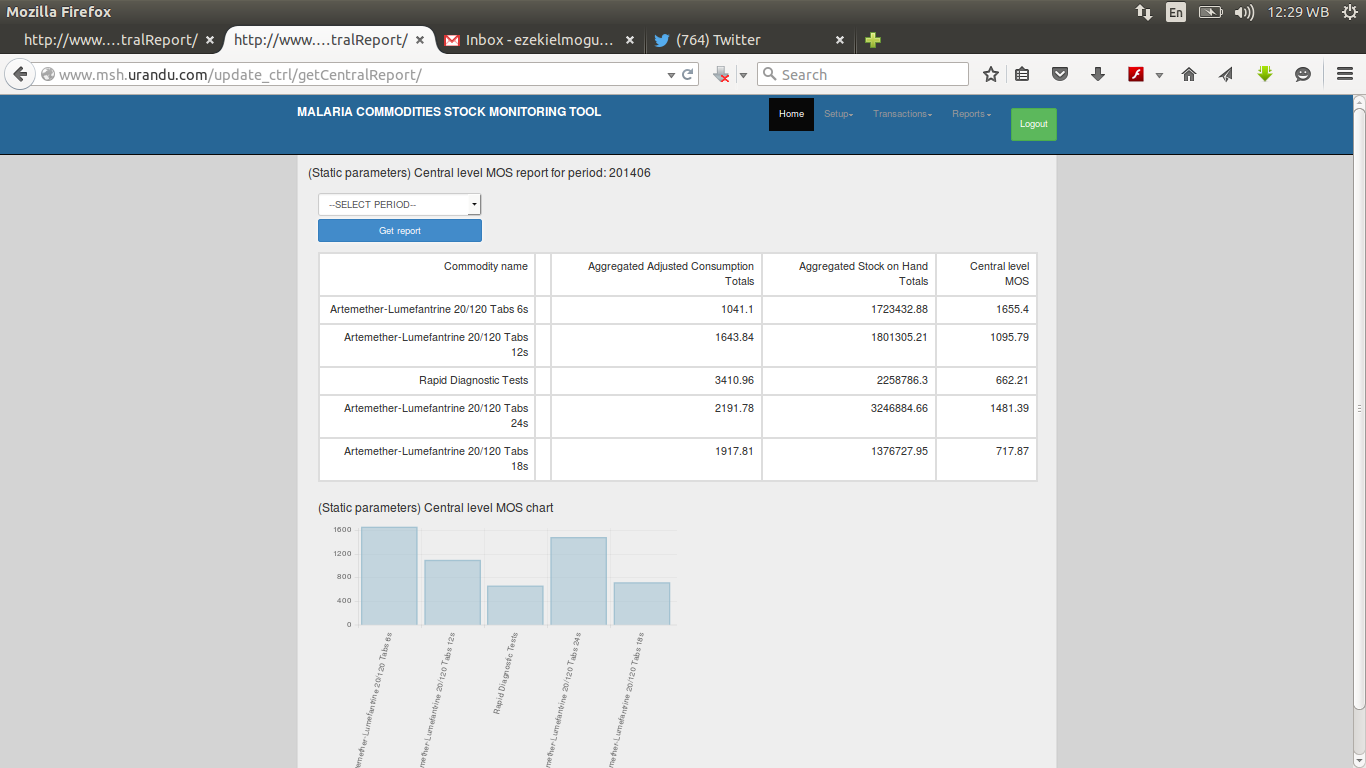 Mozilla Firefox
En
12:29 WB
http://www....tralReport/
http://www....tralReport/
Inbox - ezekielmogu...
(764) Twitter
www.msh.urandu.com/update_ctrl/getCentralReport/
Search
MALARIA COMMODITIES STOCK MONITORING TOOL
Home
Setup
Transactions
Reports
Logout
(Static parameters) Central level MOS report for period: 201406
--SELECT PERIOD--
Get report
Commodity name
Aggregated Adjusted Consumption
Totals
Aggregated Stock on Hand
Totals
Central level
MOS
Artemether-Lumefantrine 20/120 Tabs 6s 1041.1 1723432.88 1655.4
Artemether-Lumefantrine 20/120 Tabs 1643.84 1801305.21 1095.79
12s
Rapid Diagnostic Tests 3410.96 2258786.3 662.21
Artemether-Lumefantrine 20/120 Tabs 2191.78 3246884.66 1481.39
24s
Artemether-Lumefantrine 20/120 Tabs 1917.81 1376727.95 717.87
18s
(Static parameters) Central level MOS chart
1600
1200
800
400
0
emether-Lumefantrine 20/120 Tabs 6s
mether-Lumefantrine 20/120 Tabs 12s
Rapid Diagnostic Tests
mether-Lumefantrine 20/120 Tabs 24s
mether-Lumefantrine 20/120 Tabs 18s